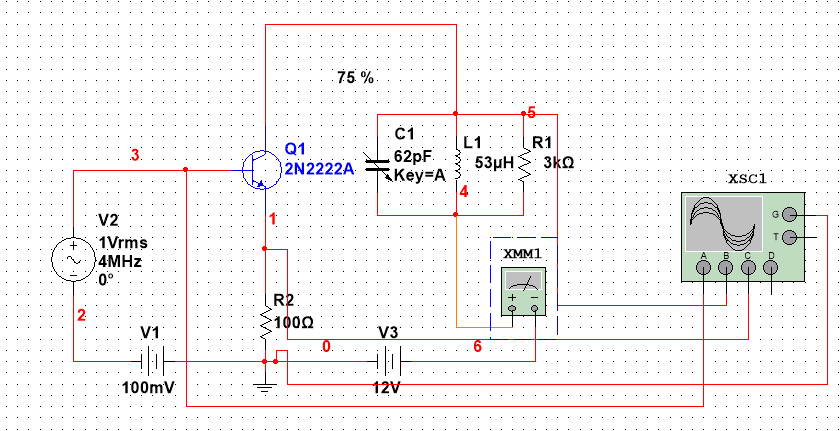 75 %
5
Q1
2N2222A
C1
62pF
Key=A
L1
53µH
R1
3kΩ
3
4
XSC1
G
T
A B C D
1
V2
1Vrms
4MHz
0°
XMM1
+ −
2
R2
100Ω
V1
100mV
0
V3
12V
6